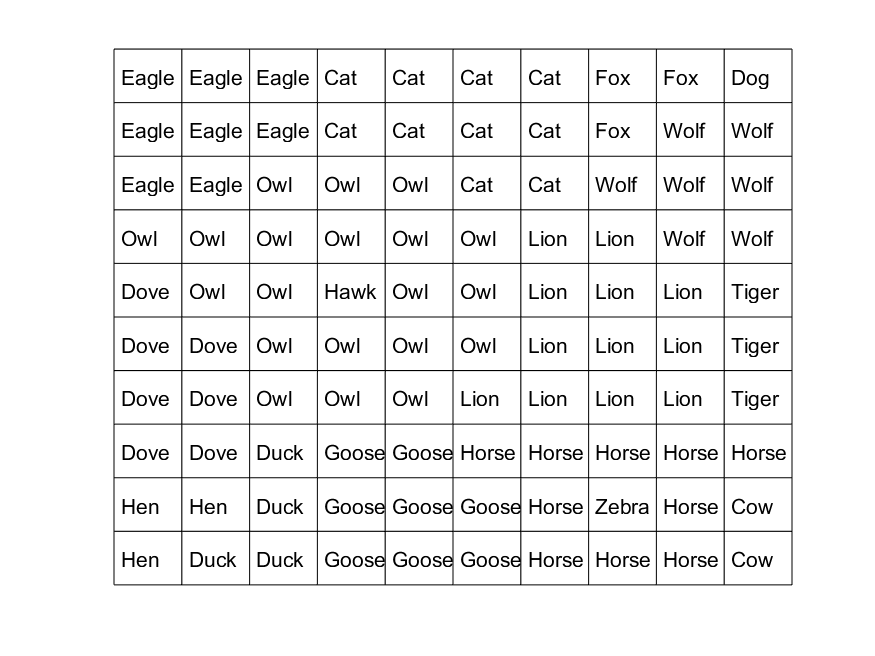 Eagle Eagle Eagle Cat Cat Cat Cat Fox Fox Dog
Eagle Eagle Eagle Cat Cat Cat Cat Fox Wolf Wolf
Eagle Eagle Owl Owl Owl Cat Cat Wolf Wolf Wolf
Owl Owl Owl Owl Owl Owl Lion Lion Wolf Wolf
Dove Owl Owl Hawk Owl Owl Lion Lion Lion Tiger
Dove Dove Owl Owl Owl Owl Lion Lion Lion Tiger
Dove Dove Owl Owl Owl Lion Lion Lion Lion Tiger
Dove Dove Duck Goose Goose Horse Horse Horse Horse Horse
Hen Hen Duck Goose Goose Goose Horse Zebra Horse Cow
Hen Duck Duck Goose Goose Goose Horse Horse Horse Cow